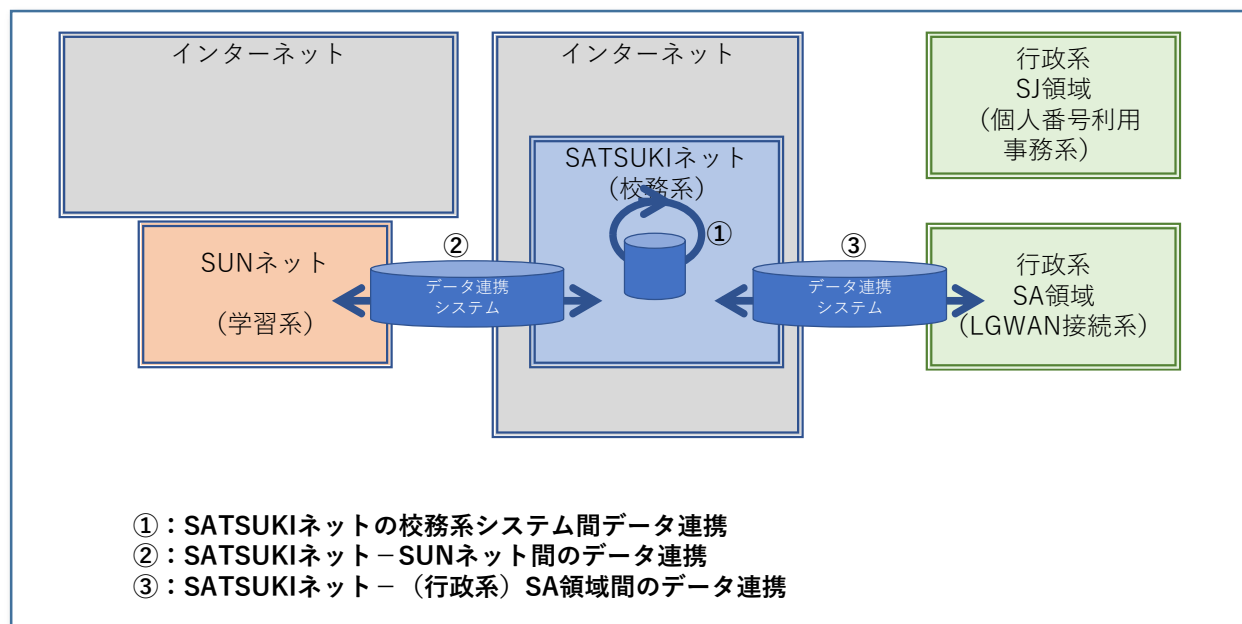 インターネット
インターネット
行政系
SJ領域
(個人番号利用
事務系)
SATSUKIネット
(校務系)
①
②
③
SUNネット
(学習系)
データ連携
システム
データ連携
システム
行政系
SA領域
(LGWAN接続系)
①：SATSUKIネットの校務系システム間データ連携
②：SATSUKIネット－SUNネット間のデータ連携
③：SATSUKIネット－（行政系）SA領域間のデータ連携